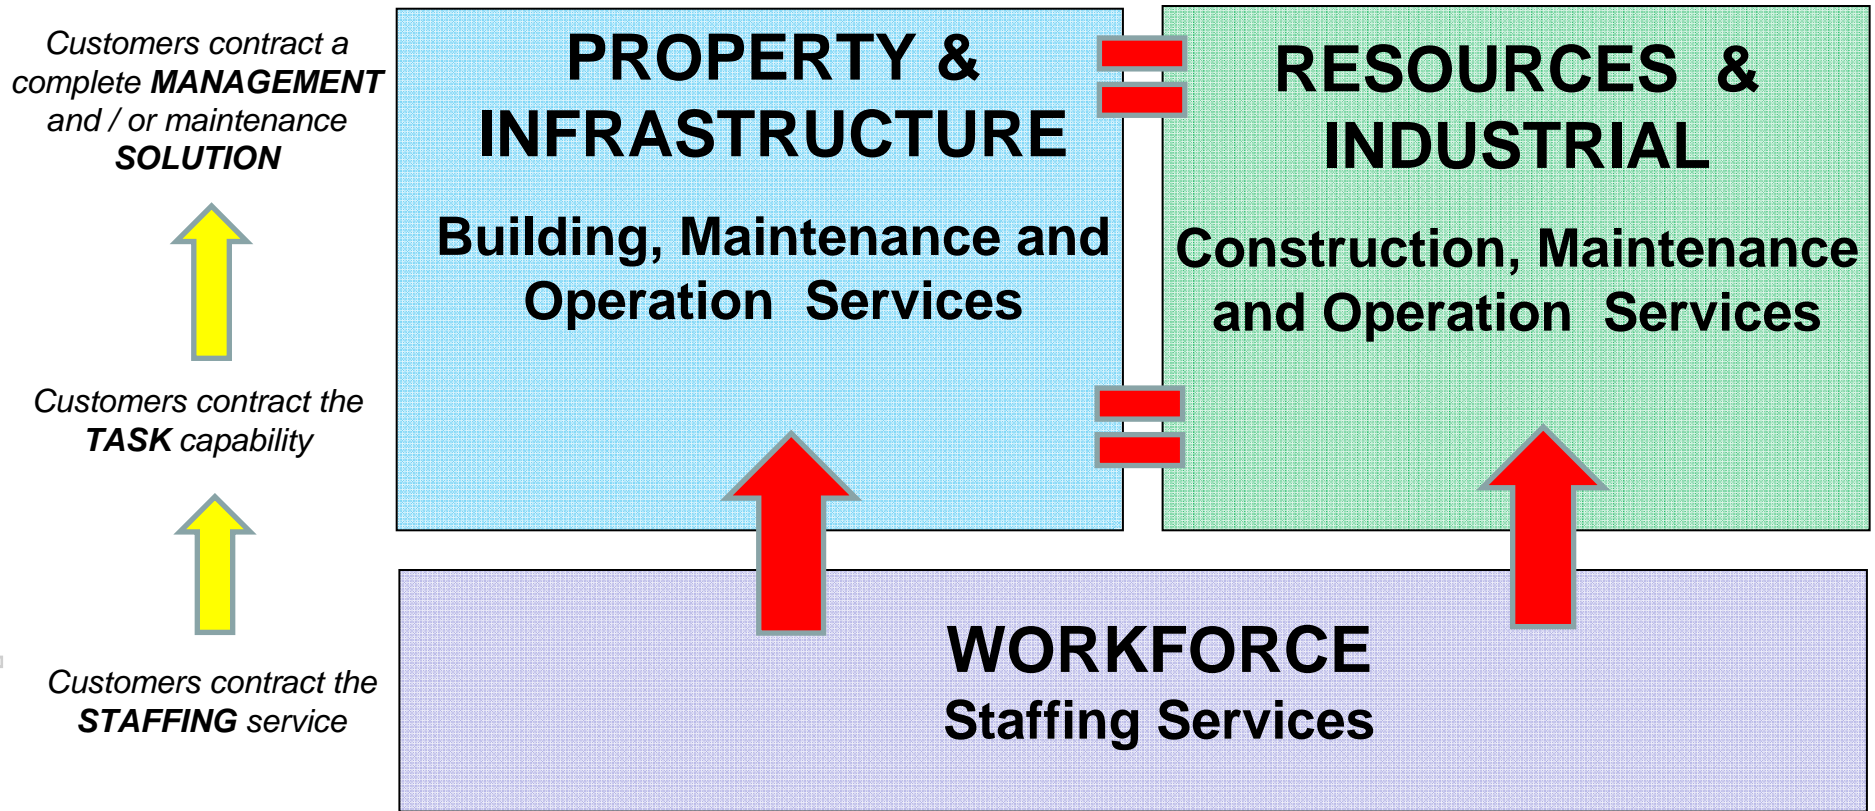 Customers contract a
complete MANAGEMENT
and / or maintenance
SOLUTION
Customers contract the
TASK capability
Customers contract the
STAFFING service
PROPERTY &
INFRASTRUCTURE
Building, Maintenance and
Operation Services
RESOURCES &
INDUSTRIAL
Construction, Maintenance
and Operation Services
WORKFORCE
Staffing Services